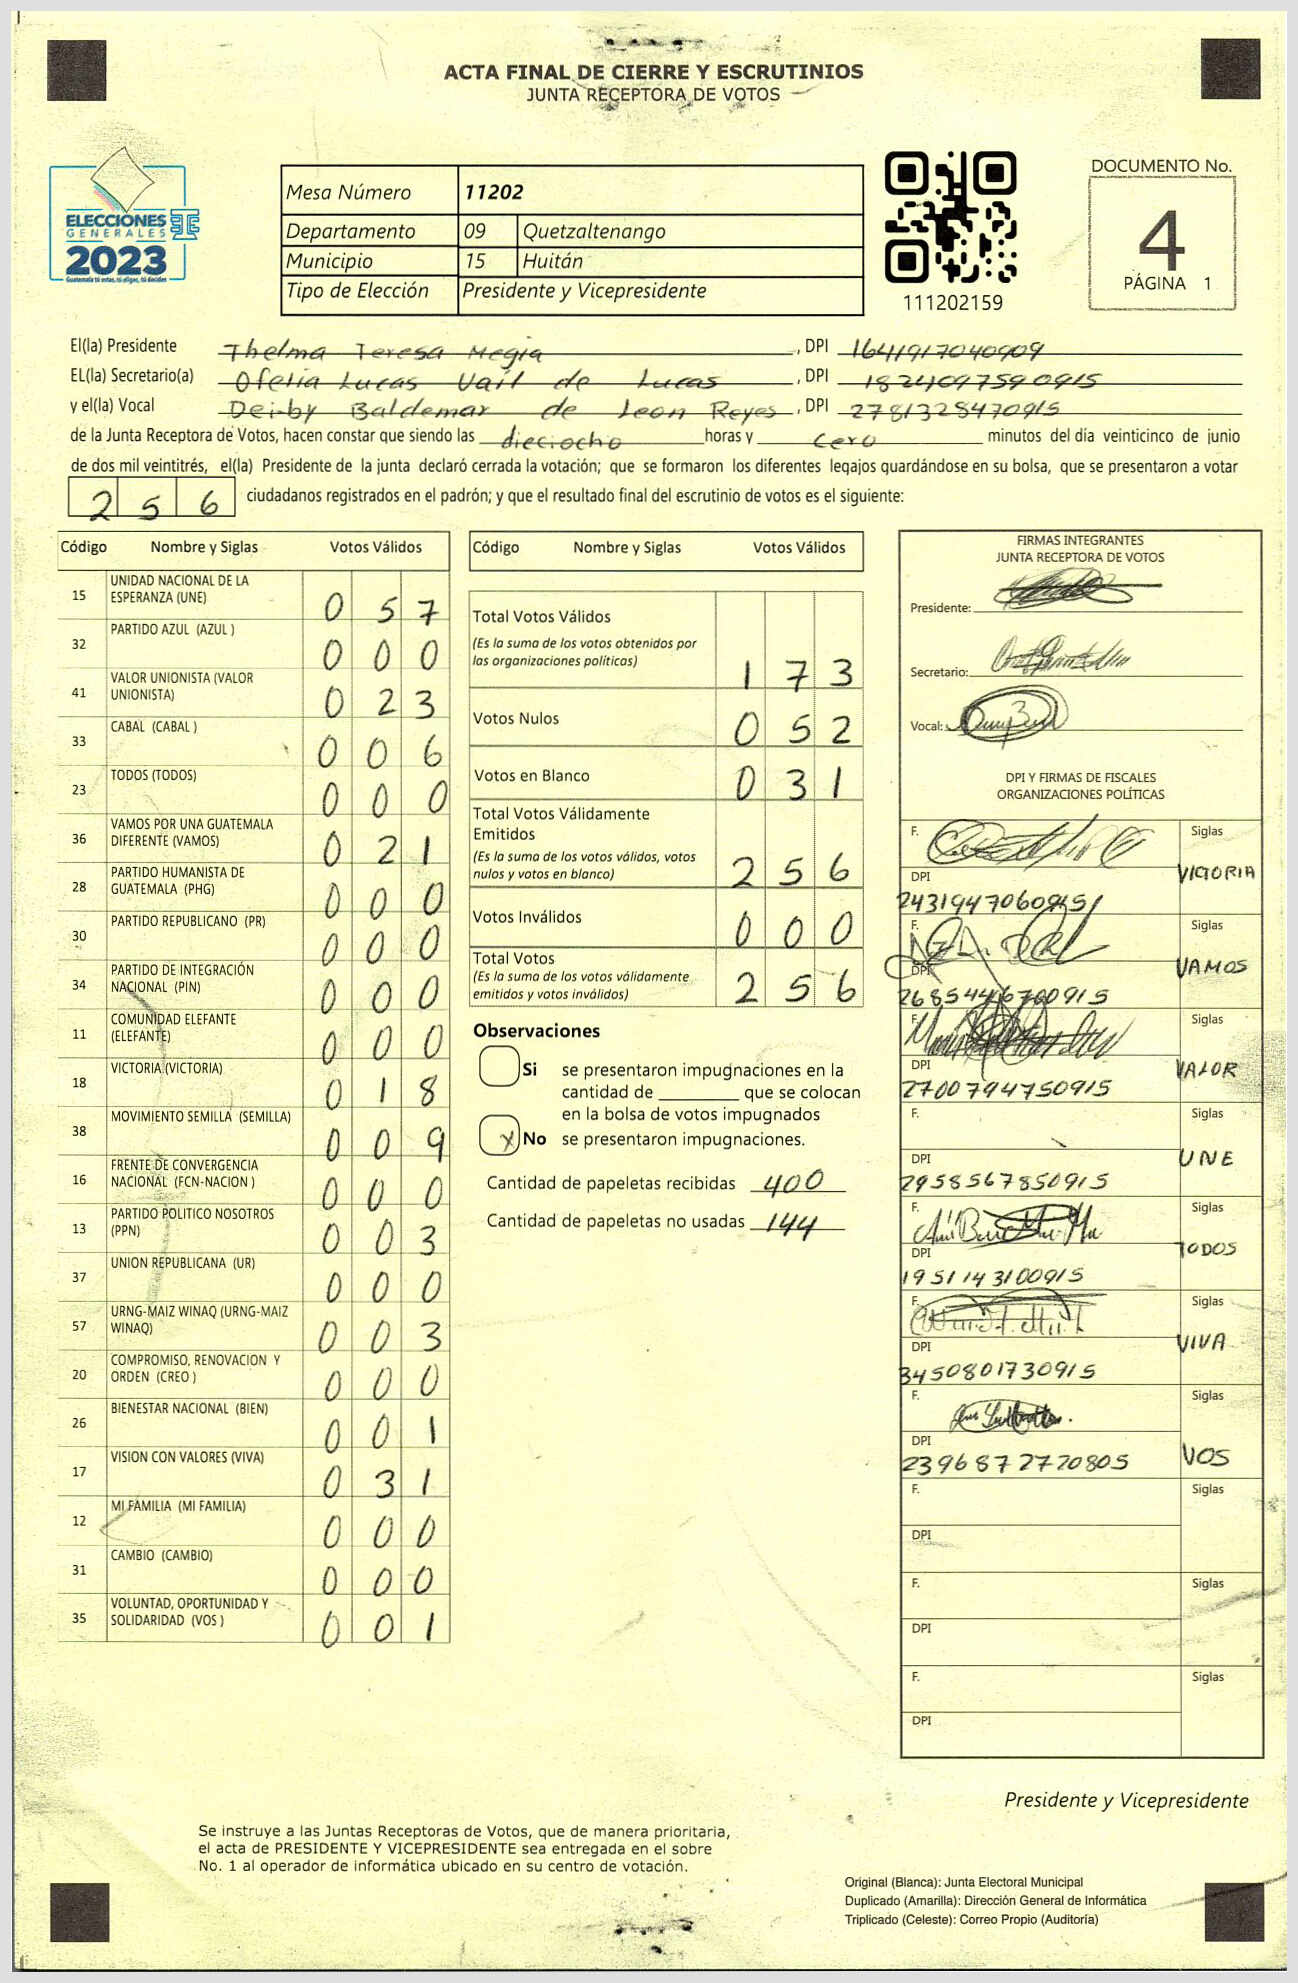 ACTA FINAL DE CIERRE Y ESCRUTINIOS
JUNTA RECEPTORA DE VOTOS
ELECCIONES
GENERALES
2023
Guatemala tú votas, tú eliges, tú decides
Mesa Número 11202
Departamento 09 Quetzaltenango
Municipio 15 Huitán
Tipo de Elección Presidente y Vicepresidente
111202159
DOCUMENTO No.
4
PÁGINA 1
El(la) Presidente Thelma Teresa Megia , DPI 1641917040909
EL(la) Secretario(a) Ofelia Lucas Vail de Lucas , DPI 1824097590915
y el(la) Vocal Deiby Baldemar de Leon Reyes , DPI 2781328470915
de la Junta Receptora de Votos, hacen constar que siendo las dieciocho horas y cero minutos del día veinticinco de junio
de dos mil veintitrés, el(la) Presidente de la junta declaró cerrada la votación; que se formaron los diferentes legajos guardándose en su bolsa, que se presentaron a votar
256 ciudadanos registrados en el padrón; y que el resultado final del escrutinio de votos es el siguiente:
Código Nombre y Siglas Votos Válidos
15 UNIDAD NACIONAL DE LA ESPERANZA (UNE) 0 5 7
32 PARTIDO AZUL (AZUL ) 0 0 0
41 VALOR UNIONISTA (VALOR UNIONISTA) 0 2 3
33 CABAL (CABAL ) 0 0 6
23 TODOS (TODOS) 0 0 0
36 VAMOS POR UNA GUATEMALA DIFERENTE (VAMOS) 0 2 1
28 PARTIDO HUMANISTA DE GUATEMALA (PHG) 0 0 0
30 PARTIDO REPUBLICANO (PR) 0 0 0
34 PARTIDO DE INTEGRACIÓN NACIONAL (PIN) 0 0 0
11 COMUNIDAD ELEFANTE (ELEFANTE) 0 0 0
18 VICTORIA (VICTORIA) 0 1 8
38 MOVIMIENTO SEMILLA (SEMILLA) 0 0 9
16 FRENTE DE CONVERGENCIA NACIONAL (FCN-NACION ) 0 0 0
13 PARTIDO POLITICO NOSOTROS (PPN) 0 0 3
37 UNION REPUBLICANA (UR) 0 0 0
57 URNG-MAIZ WINAQ (URNG-MAIZ WINAQ) 0 0 3
20 COMPROMISO, RENOVACION Y ORDEN (CREO ) 0 0 0
26 BIENESTAR NACIONAL (BIEN) 0 0 1
17 VISION CON VALORES (VIVA) 0 3 1
12 MI FAMILIA (MI FAMILIA) 0 0 0
31 CAMBIO (CAMBIO) 0 0 0
35 VOLUNTAD, OPORTUNIDAD Y SOLIDARIDAD (VOS ) 0 0 1
Código Nombre y Siglas Votos Válidos
Total Votos Válidos
(Es la suma de los votos obtenidos por
las organizaciones políticas) 1 7 3
Votos Nulos 0 5 2
Votos en Blanco 0 3 1
Total Votos Válidamente
Emitidos
(Es la suma de los votos válidos, votos
nulos y votos en blanco) 2 5 6
Votos Inválidos 0 0 0
Total Votos
(Es la suma de los votos válidamente
emitidos y votos inválidos) 2 5 6
Observaciones
Si se presentaron impugnaciones en la
cantidad de ________ que se colocan
en la bolsa de votos impugnados
x No se presentaron impugnaciones.
Cantidad de papeletas recibidas 400
Cantidad de papeletas no usadas 144
FIRMAS INTEGRANTES
JUNTA RECEPTORA DE VOTOS
Presidente:
Secretario:
Vocal:
DPI Y FIRMAS DE FISCALES
ORGANIZACIONES POLÍTICAS
F. Siglas
DPI VICTORIA
F. Siglas
DPI VAMOS
2685446700915
F. Siglas
DPI VALOR
2700794750915
F. Siglas
DPI UNE
2958567850915
F. Siglas
DPI TODOS
1951143100915
F. Siglas
DPI VIVA
3450801730915
F. Siglas
DPI VOS
2396872720805
F. Siglas
DPI
F. Siglas
DPI
F. Siglas
DPI
Presidente y Vicepresidente
Se instruye a las Juntas Receptoras de Votos, que de manera prioritaria,
el acta de PRESIDENTE Y VICEPRESIDENTE sea entregada en el sobre
No. 1 al operador de informática ubicado en su centro de votación.
Original (Blanca): Junta Electoral Municipal
Duplicado (Amarilla): Dirección General de Informática
Triplicado (Celeste): Correo Propio (Auditoría)